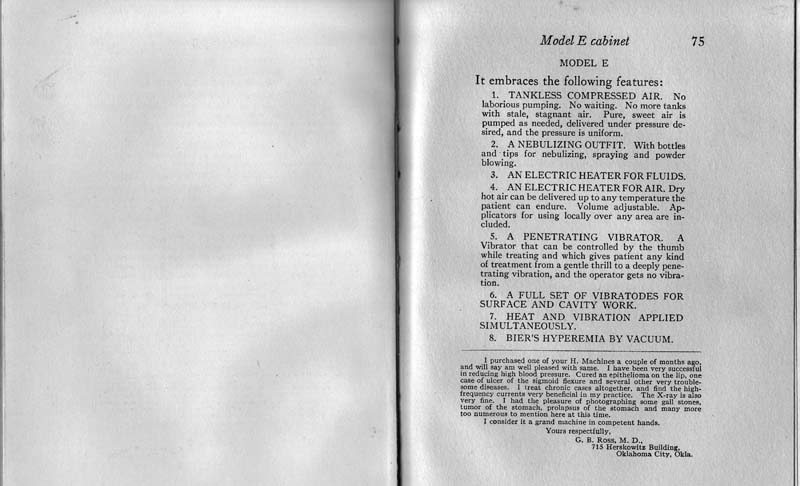 Model E cabinet 75
MODEL E
It embraces the following features:
1. TANKLESS COMPRESSED AIR. No
laborious pumping. No waiting. No more tanks
with stale, stagnant air. Pure, sweet air is
pumped as needed, delivered under pressure de-
sired, and the pressure is uniform.
2. A NEBULIZING OUTFIT. With bottles
and tips for nebulizing, spraying and powder
blowing.
3. AN ELECTRIC HEATER FOR FLUIDS.
4. AN ELECTRIC HEATER FOR AIR. Dry
hot air can be delivered up to any temperature the
patient can endure. Volume adjustable. Ap-
plicators for using locally over any area are in-
cluded.
5. A PENETRATING VIBRATOR. A
Vibrator that can be controlled by the thumb
while treating and which gives patient any kind
of treatment from a gentle thrill to a deeply pene-
trating vibration, and the operator gets no vibra-
tion.
6. A FULL SET OF VIBRATODES FOR
SURFACE AND CAVITY WORK.
7. HEAT AND VIBRATION APPLIED
SIMULTANEOUSLY.
8. BIER'S HYPEREMIA BY VACUUM.
I purchased one of your H. Machines a couple of months ago,
and will say am well pleased with same. I have been very successful
in reducing high blood pressure. Cured an epithelioma on the lip, one
case of ulcer of the sigmoid flexure and several other very trouble-
some diseases. I treat chronic cases altogether, and find the high-
frequency currents very beneficial in my practice. The X-ray is also
very fine. I had the pleasure of photographing some gall stones,
tumor of the stomach, prolapsus of the stomach and many more
too numerous to mention here at this time.
I consider it a grand machine in competent hands.
Yours respectfully,
G. B. Ross, M. D.,
715 Herskowitz Building,
Oklahoma City, Okla.